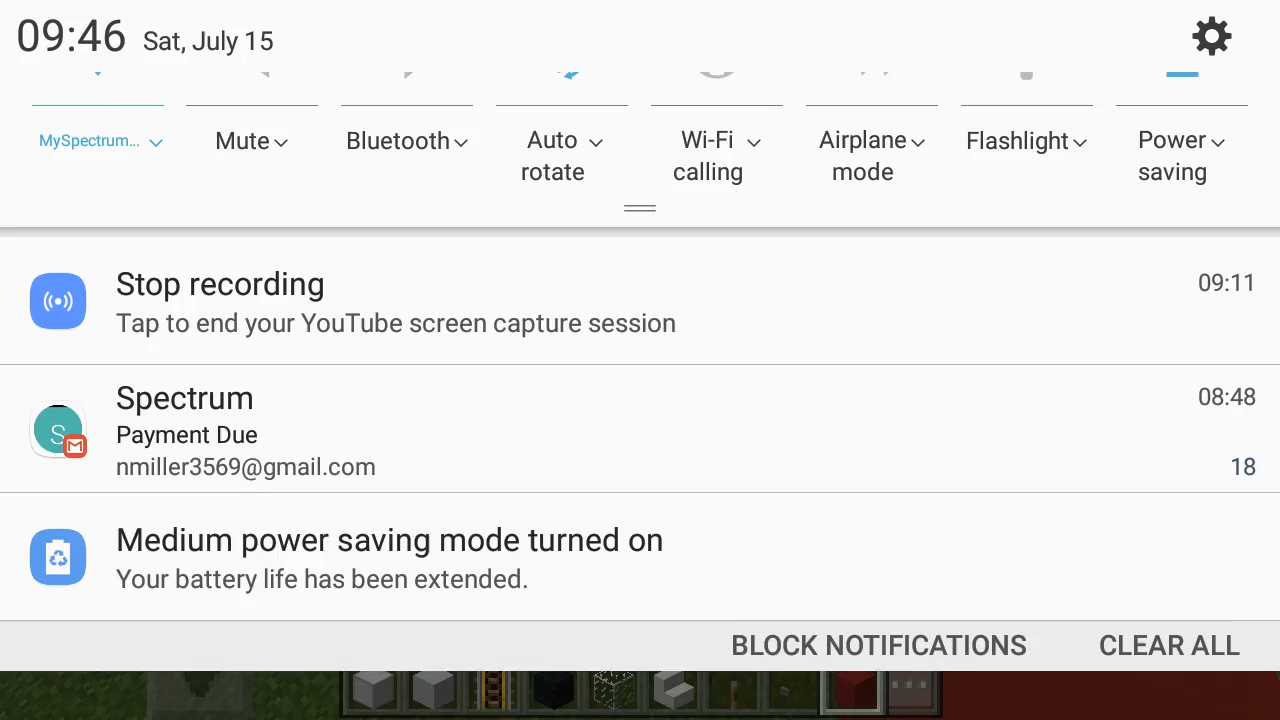 09:46 Sat, July 15
MySpectrum... Mute Bluetooth Auto rotate Wi-Fi calling Airplane mode Flashlight Power saving
Stop recording 09:11
Tap to end your YouTube screen capture session
S
Spectrum 08:48
Payment Due
nmiller3569@gmail.com 18
Medium power saving mode turned on
Your battery life has been extended.
BLOCK NOTIFICATIONS CLEAR ALL